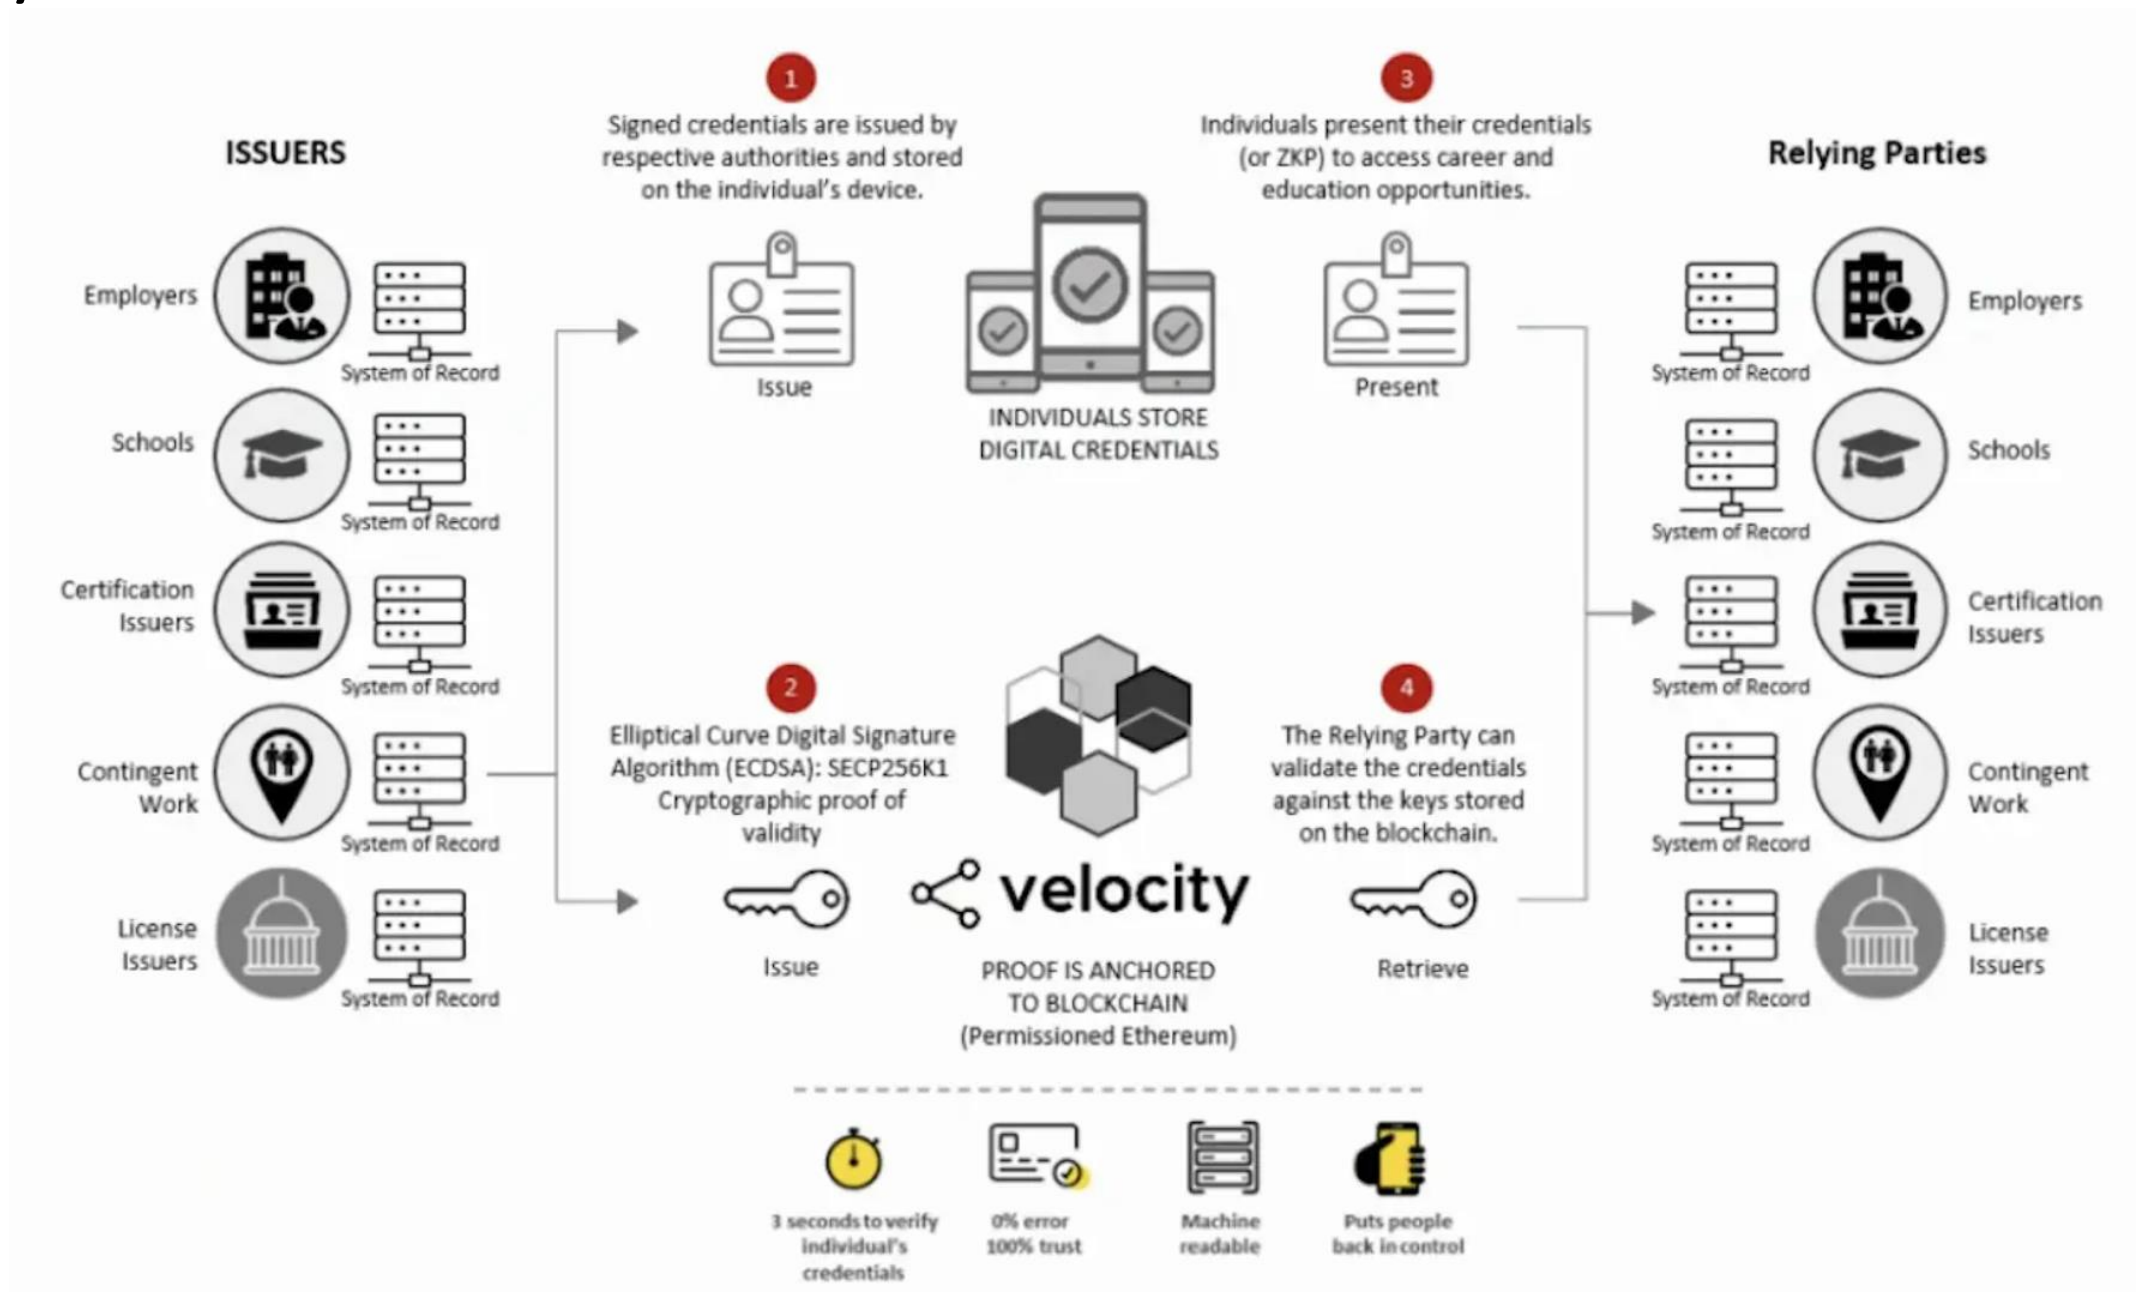 1
Signed credentials are issued by
respective authorities and stored
on the individual's device.
3
Individuals present their credentials
(or ZKP) to access career and
education opportunities.
ISSUERS
Relying Parties
Employers
System of Record
Schools
System of Record
Certification
Issuers
System of Record
Contingent
Work
System of Record
License
Issuers
System of Record
Issue
INDIVIDUALS STORE
DIGITAL CREDENTIALS
Present
2
Elliptical Curve Digital Signature
Algorithm (ECDSA): SECP256K1
Cryptographic proof of
validity
Issue
velocity
PROOF IS ANCHORED
TO BLOCKCHAIN
(Permissioned Ethereum)
4
The Relying Party can
validate the credentials
against the keys stored
on the blockchain.
Retrieve
System of Record
Employers
System of Record
Schools
System of Record
Certification
Issuers
System of Record
Contingent
Work
System of Record
License
Issuers
3 seconds to verify
individual's
credentials
0% error
100% trust
Machine
readable
Puts people
back in control